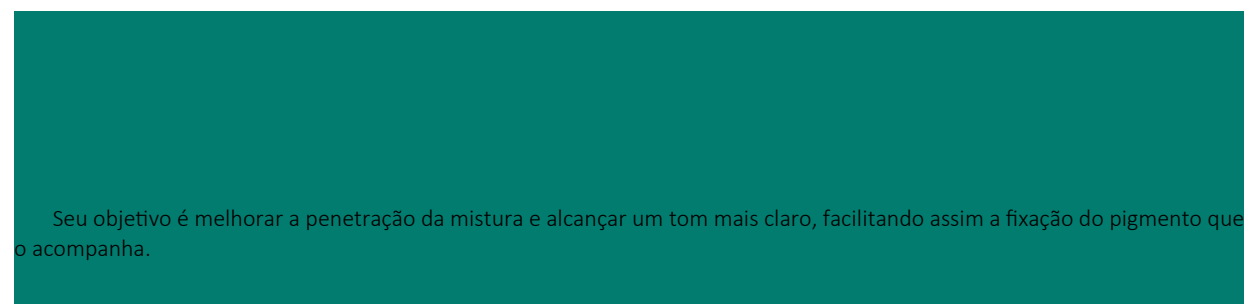 Seu objetivo é melhorar a penetração da mistura e alcançar um tom mais claro, facilitando assim a fixação do pigmento que
o acompanha.